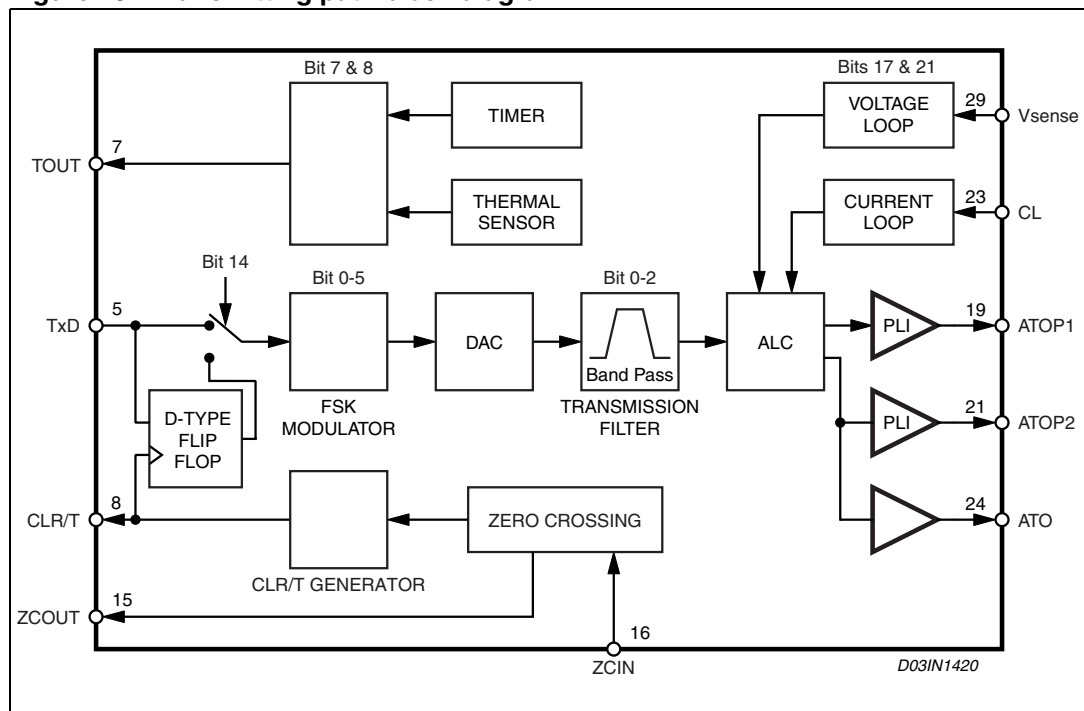 Bit 7 & 8
Bits 17 & 21
TIMER
VOLTAGE
LOOP
29
Vsense
7
TOUT
THERMAL
SENSOR
CURRENT
LOOP
23
CL
Bit 14
Bit 0-5
Bit 0-2
5
TxD
DAC
Band Pass
ALC
PLI
19
ATOP1
FSK
MODULATOR
TRANSMISSION
FILTER
D-TYPE
FLIP
FLOP
PLI
21
ATOP2
8
CLR/T
ZERO CROSSING
24
ATO
CLR/T GENERATOR
15
ZCOUT
16
ZCIN
D03IN1420